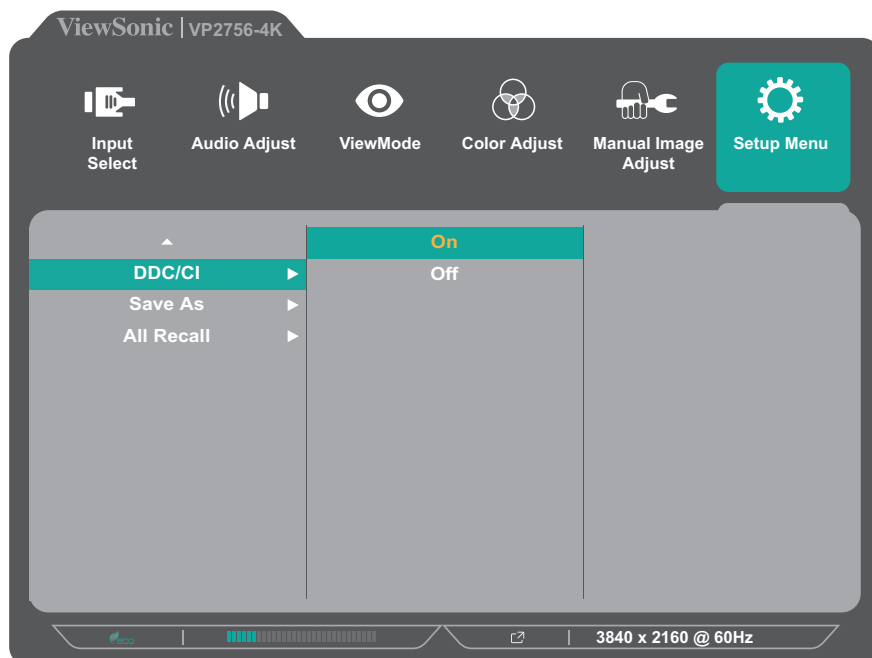 ViewSonic | VP2756-4K
Input Select
Audio Adjust
ViewMode
Color Adjust
Manual Image Adjust
Setup Menu
DDC/CI
On
Off
Save As
All Recall
eco
3840 x 2160 @ 60Hz